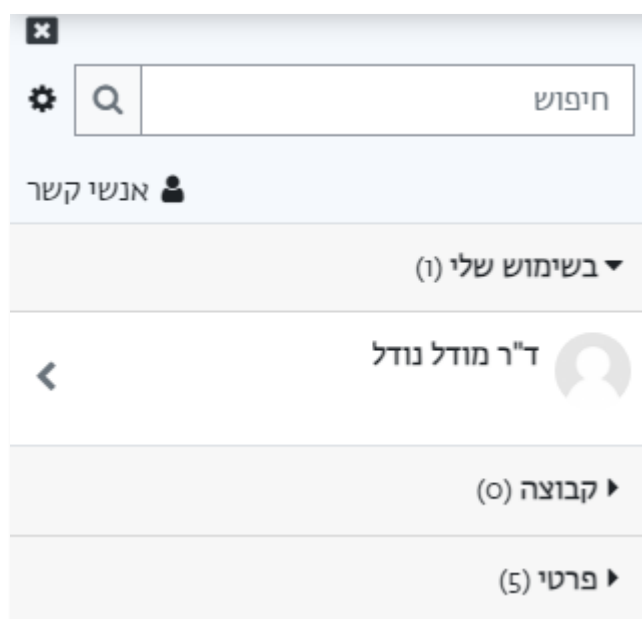 חיפוש
אנשי קשר
בשימוש שלי (1)
ד"ר מודל נודל
קבוצה (0)
פרטי (5)